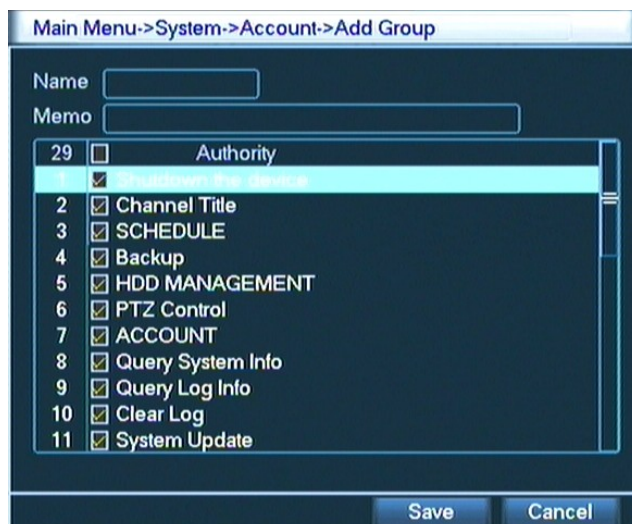 Main Menu->System->Account->Add Group
Name
Memo
29 Authority
1 Shutdown the device
2 Channel Title
3 SCHEDULE
4 Backup
5 HDD MANAGEMENT
6 PTZ Control
7 ACCOUNT
8 Query System Info
9 Query Log Info
10 Clear Log
11 System Update
Save Cancel